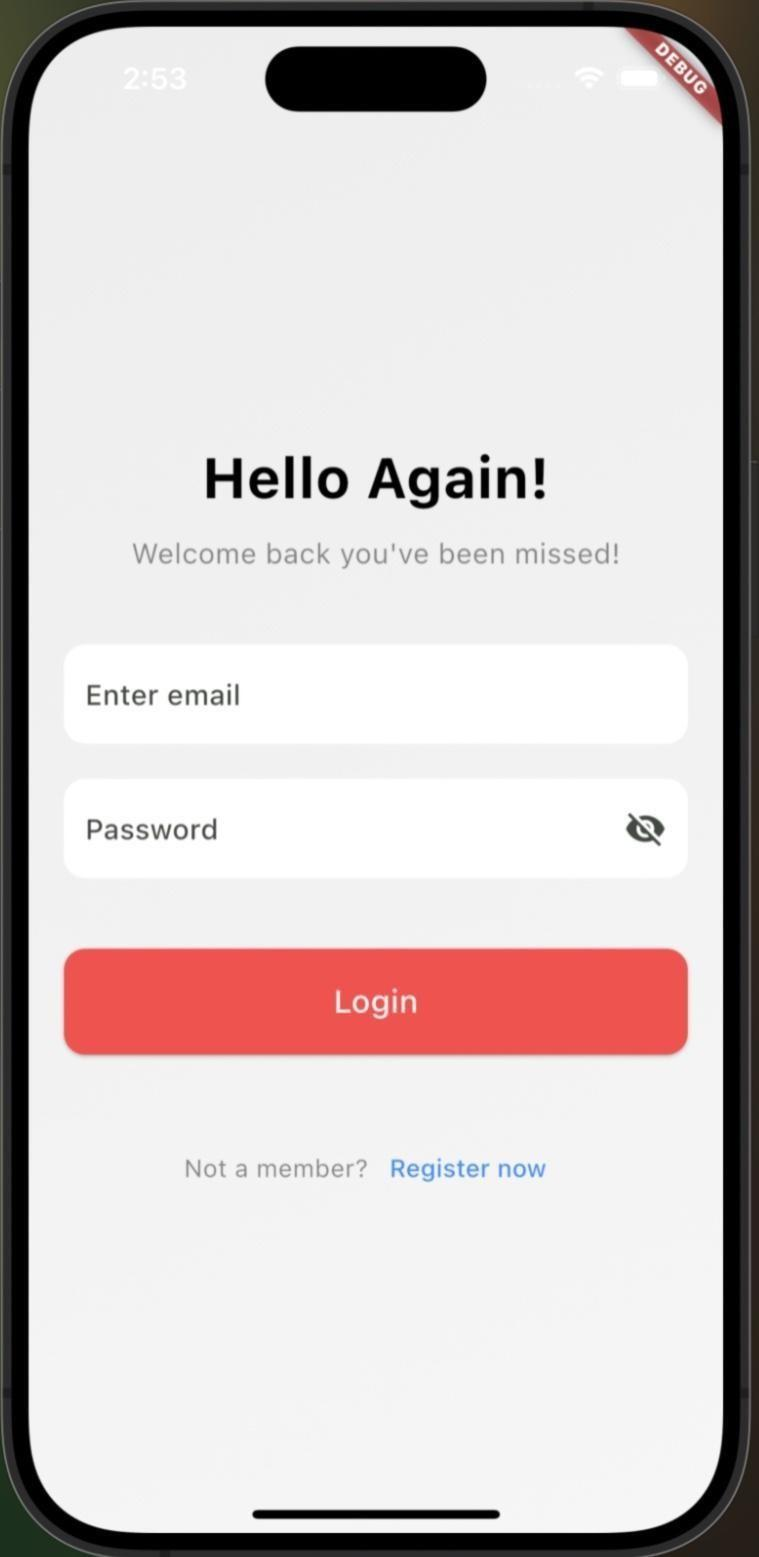 2:53
DEBUG
Hello Again!
Welcome back you've been missed!
Enter email
Password
Login
Not a member? Register now